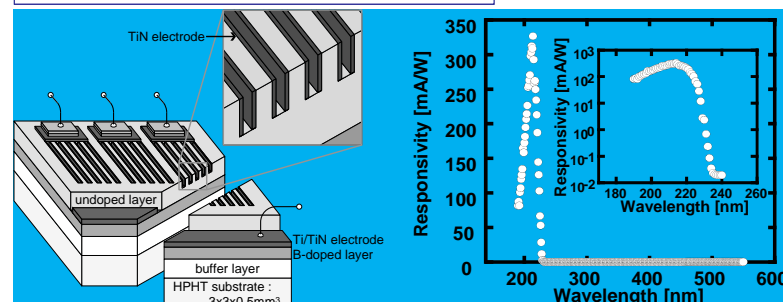 TiN electrode
undoped layer
Ti/TiN electrode
B-doped layer
buffer layer
HPHT substrate :
3x3x0.5mm³
Responsivity [mA/W]
350
300
250
200
150
100
50
0
200
300
400
500
600
Wavelength [nm]
Responsivity [mA/W]
10³
10²
10¹
10⁰
10⁻¹
10⁻²
180
200
220
240
260
Wavelength [nm]